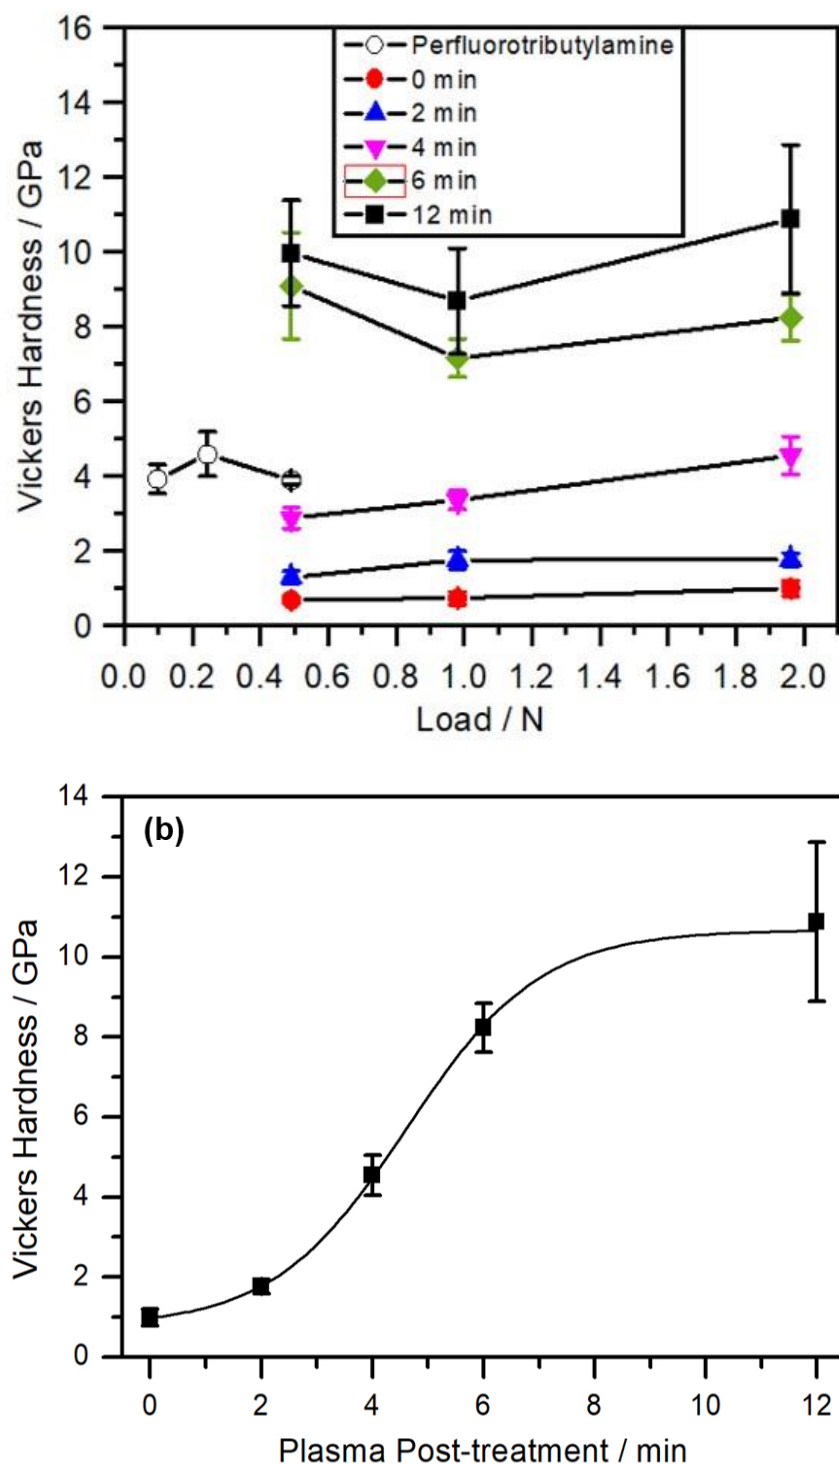 16
14
12
10
8
6
4
2
0
Vickers Hardness / GPa
Perfluorotributylamine
0 min
2 min
4 min
6 min
12 min
0.0 0.2 0.4 0.6 0.8 1.0 1.2 1.4 1.6 1.8 2.0
Load / N
(b)
14
12
10
8
6
4
2
0
Vickers Hardness / GPa
0 2 4 6 8 10 12
Plasma Post-treatment / min